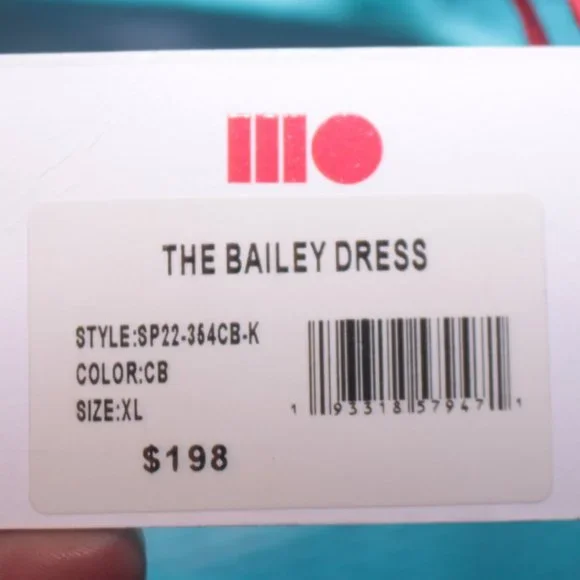 THE BAILEY DRESS
STYLE:SP22-354CB-K
COLOR:CB
SIZE:XL
$198
1 93318 57947 1